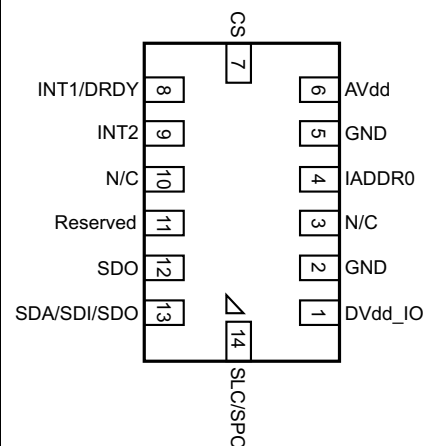 CS
7
INT1/DRDY 8 6 AVdd
INT2 9 5 GND
N/C 10 4 IADDR0
Reserved 11 3 N/C
SDO 12 2 GND
SDA/SDI/SDO 13 1 DVdd_IO
14
SLC/SPC